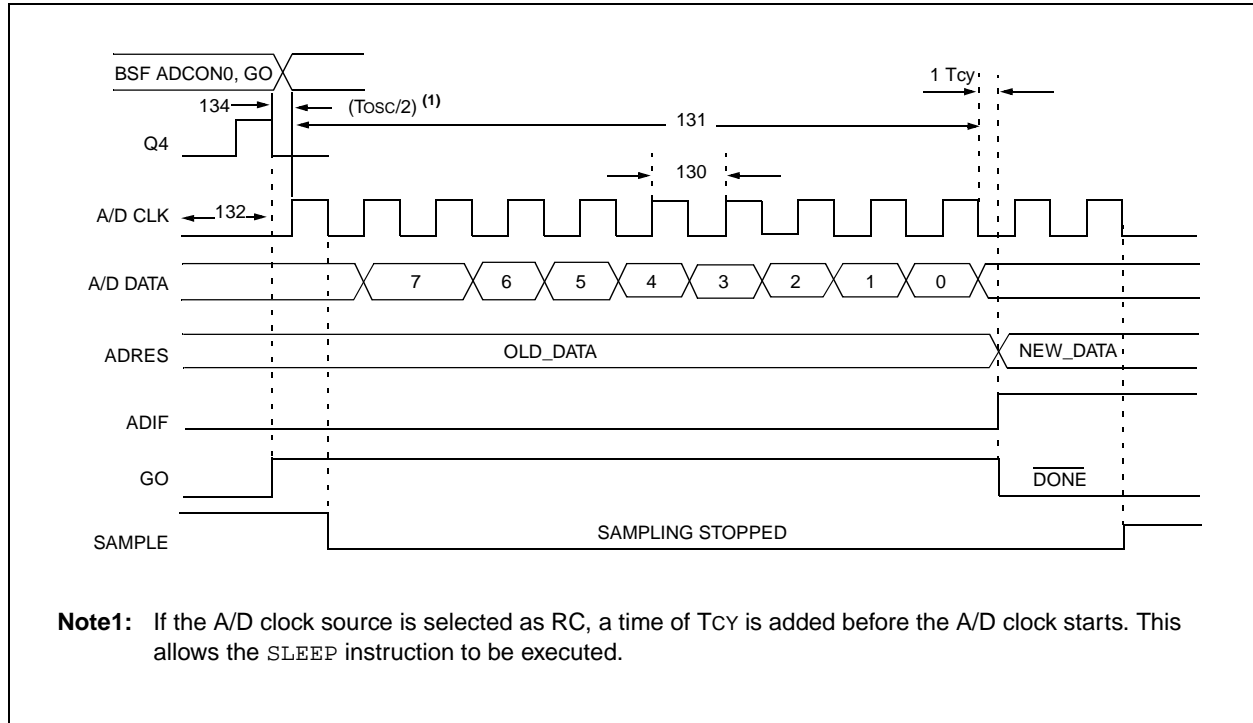 BSF ADCON0, GO
134
(TOSC/2) (1)
1 Tcy
131
Q4
130
A/D CLK
132
A/D DATA
7 6 5 4 3 2 1 0
ADRES
OLD_DATA
NEW_DATA
ADIF
GO
DONE
SAMPLE
SAMPLING STOPPED
Note1: If the A/D clock source is selected as RC, a time of TCY is added before the A/D clock starts. This
allows the SLEEP instruction to be executed.